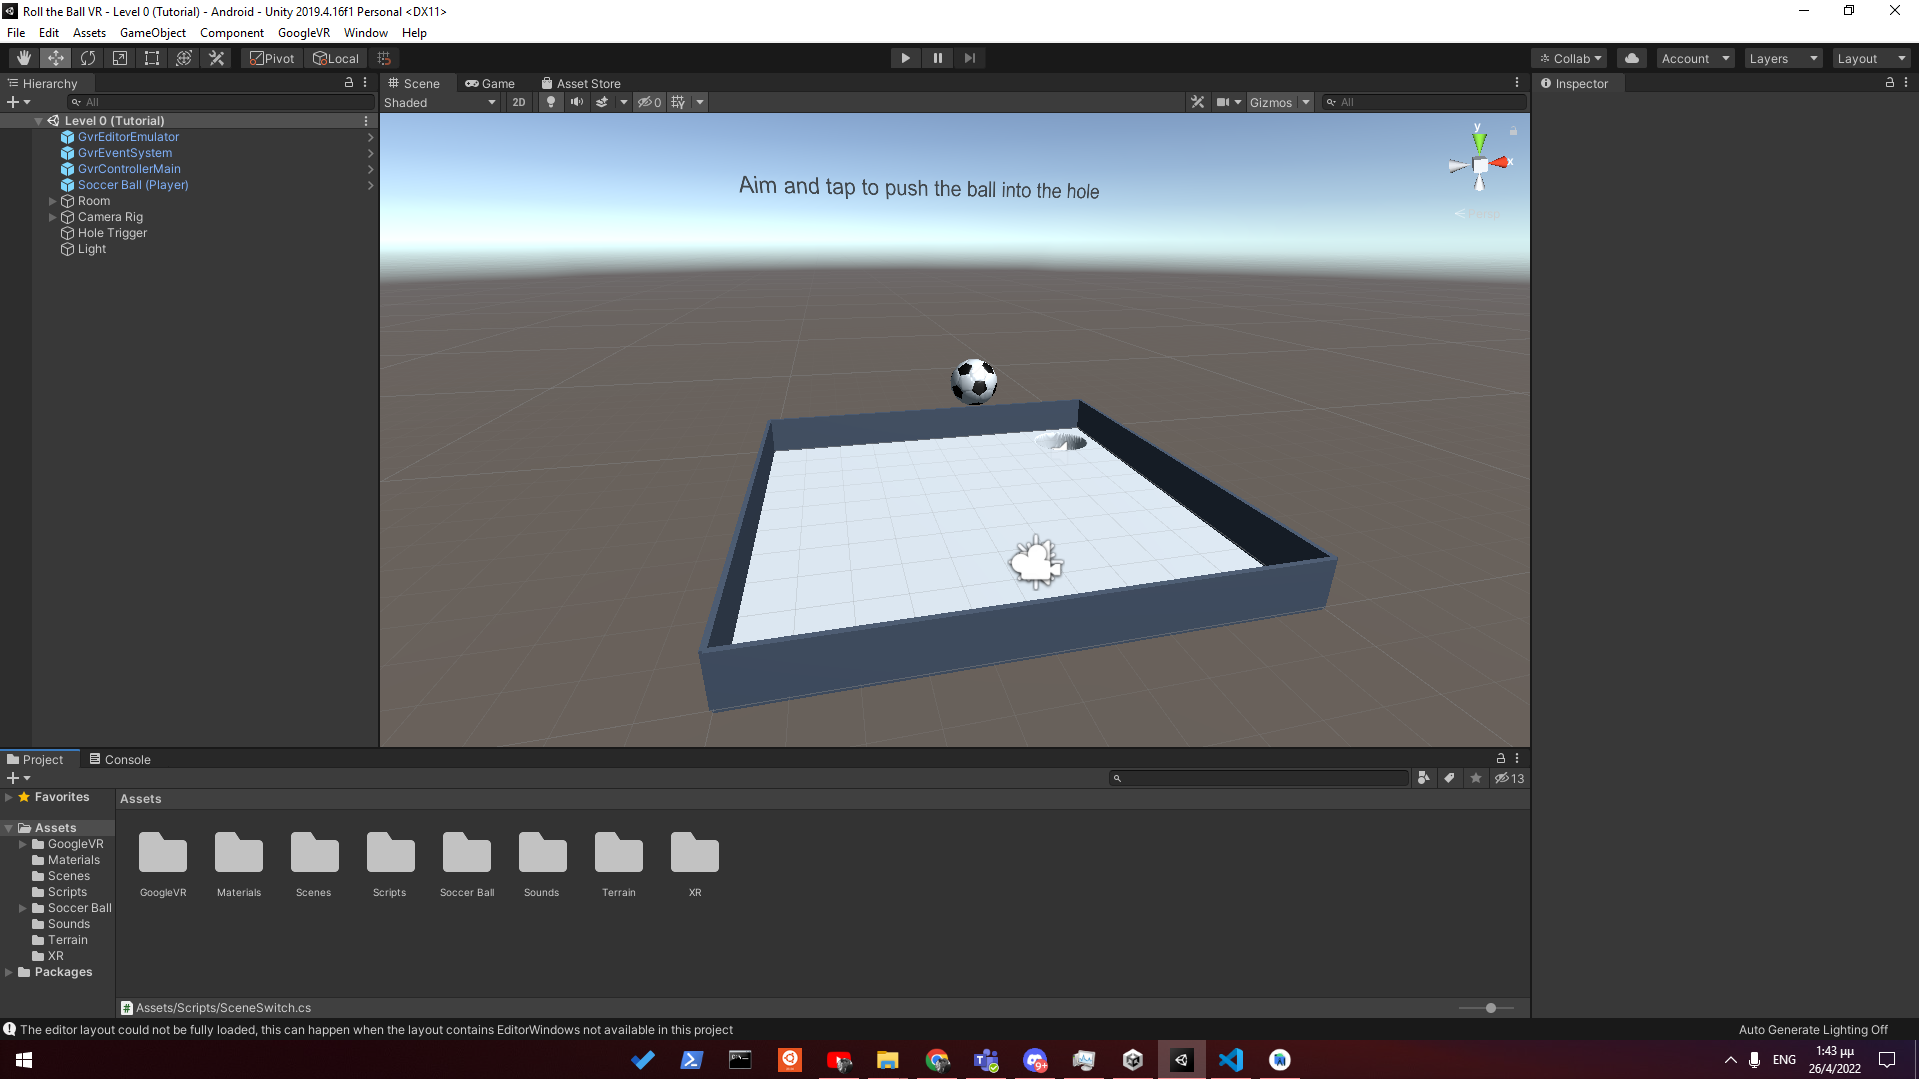 Roll the Ball VR - Level 0 (Tutorial) - Android - Unity 2019.4.16f1 Personal <DX11>
File Edit Assets GameObject Component GoogleVR Window Help
Pivot Local Collab Account Layers Layout
Hierarchy Scene Game Asset Store Inspector
All Shaded 2D 0 Gizmos All
Level 0 (Tutorial)
GvrEditorEmulator
GvrEventSystem
GvrControllerMain
Soccer Ball (Player)
Room
Camera Rig
Hole Trigger
Light
y
x
Persp
Aim and tap to push the ball into the hole
Project Console
13
Favorites
Assets
GoogleVR
Materials
Scenes
Scripts
Soccer Ball
Sounds
Terrain
XR
Packages
Assets
GoogleVR Materials Scenes Scripts Soccer Ball Sounds Terrain XR
Assets/Scripts/SceneSwitch.cs
The editor layout could not be fully loaded, this can happen when the layout contains EditorWindows not available in this project
Auto Generate Lighting Off
9+
ENG
1:43 μμ
26/4/2022